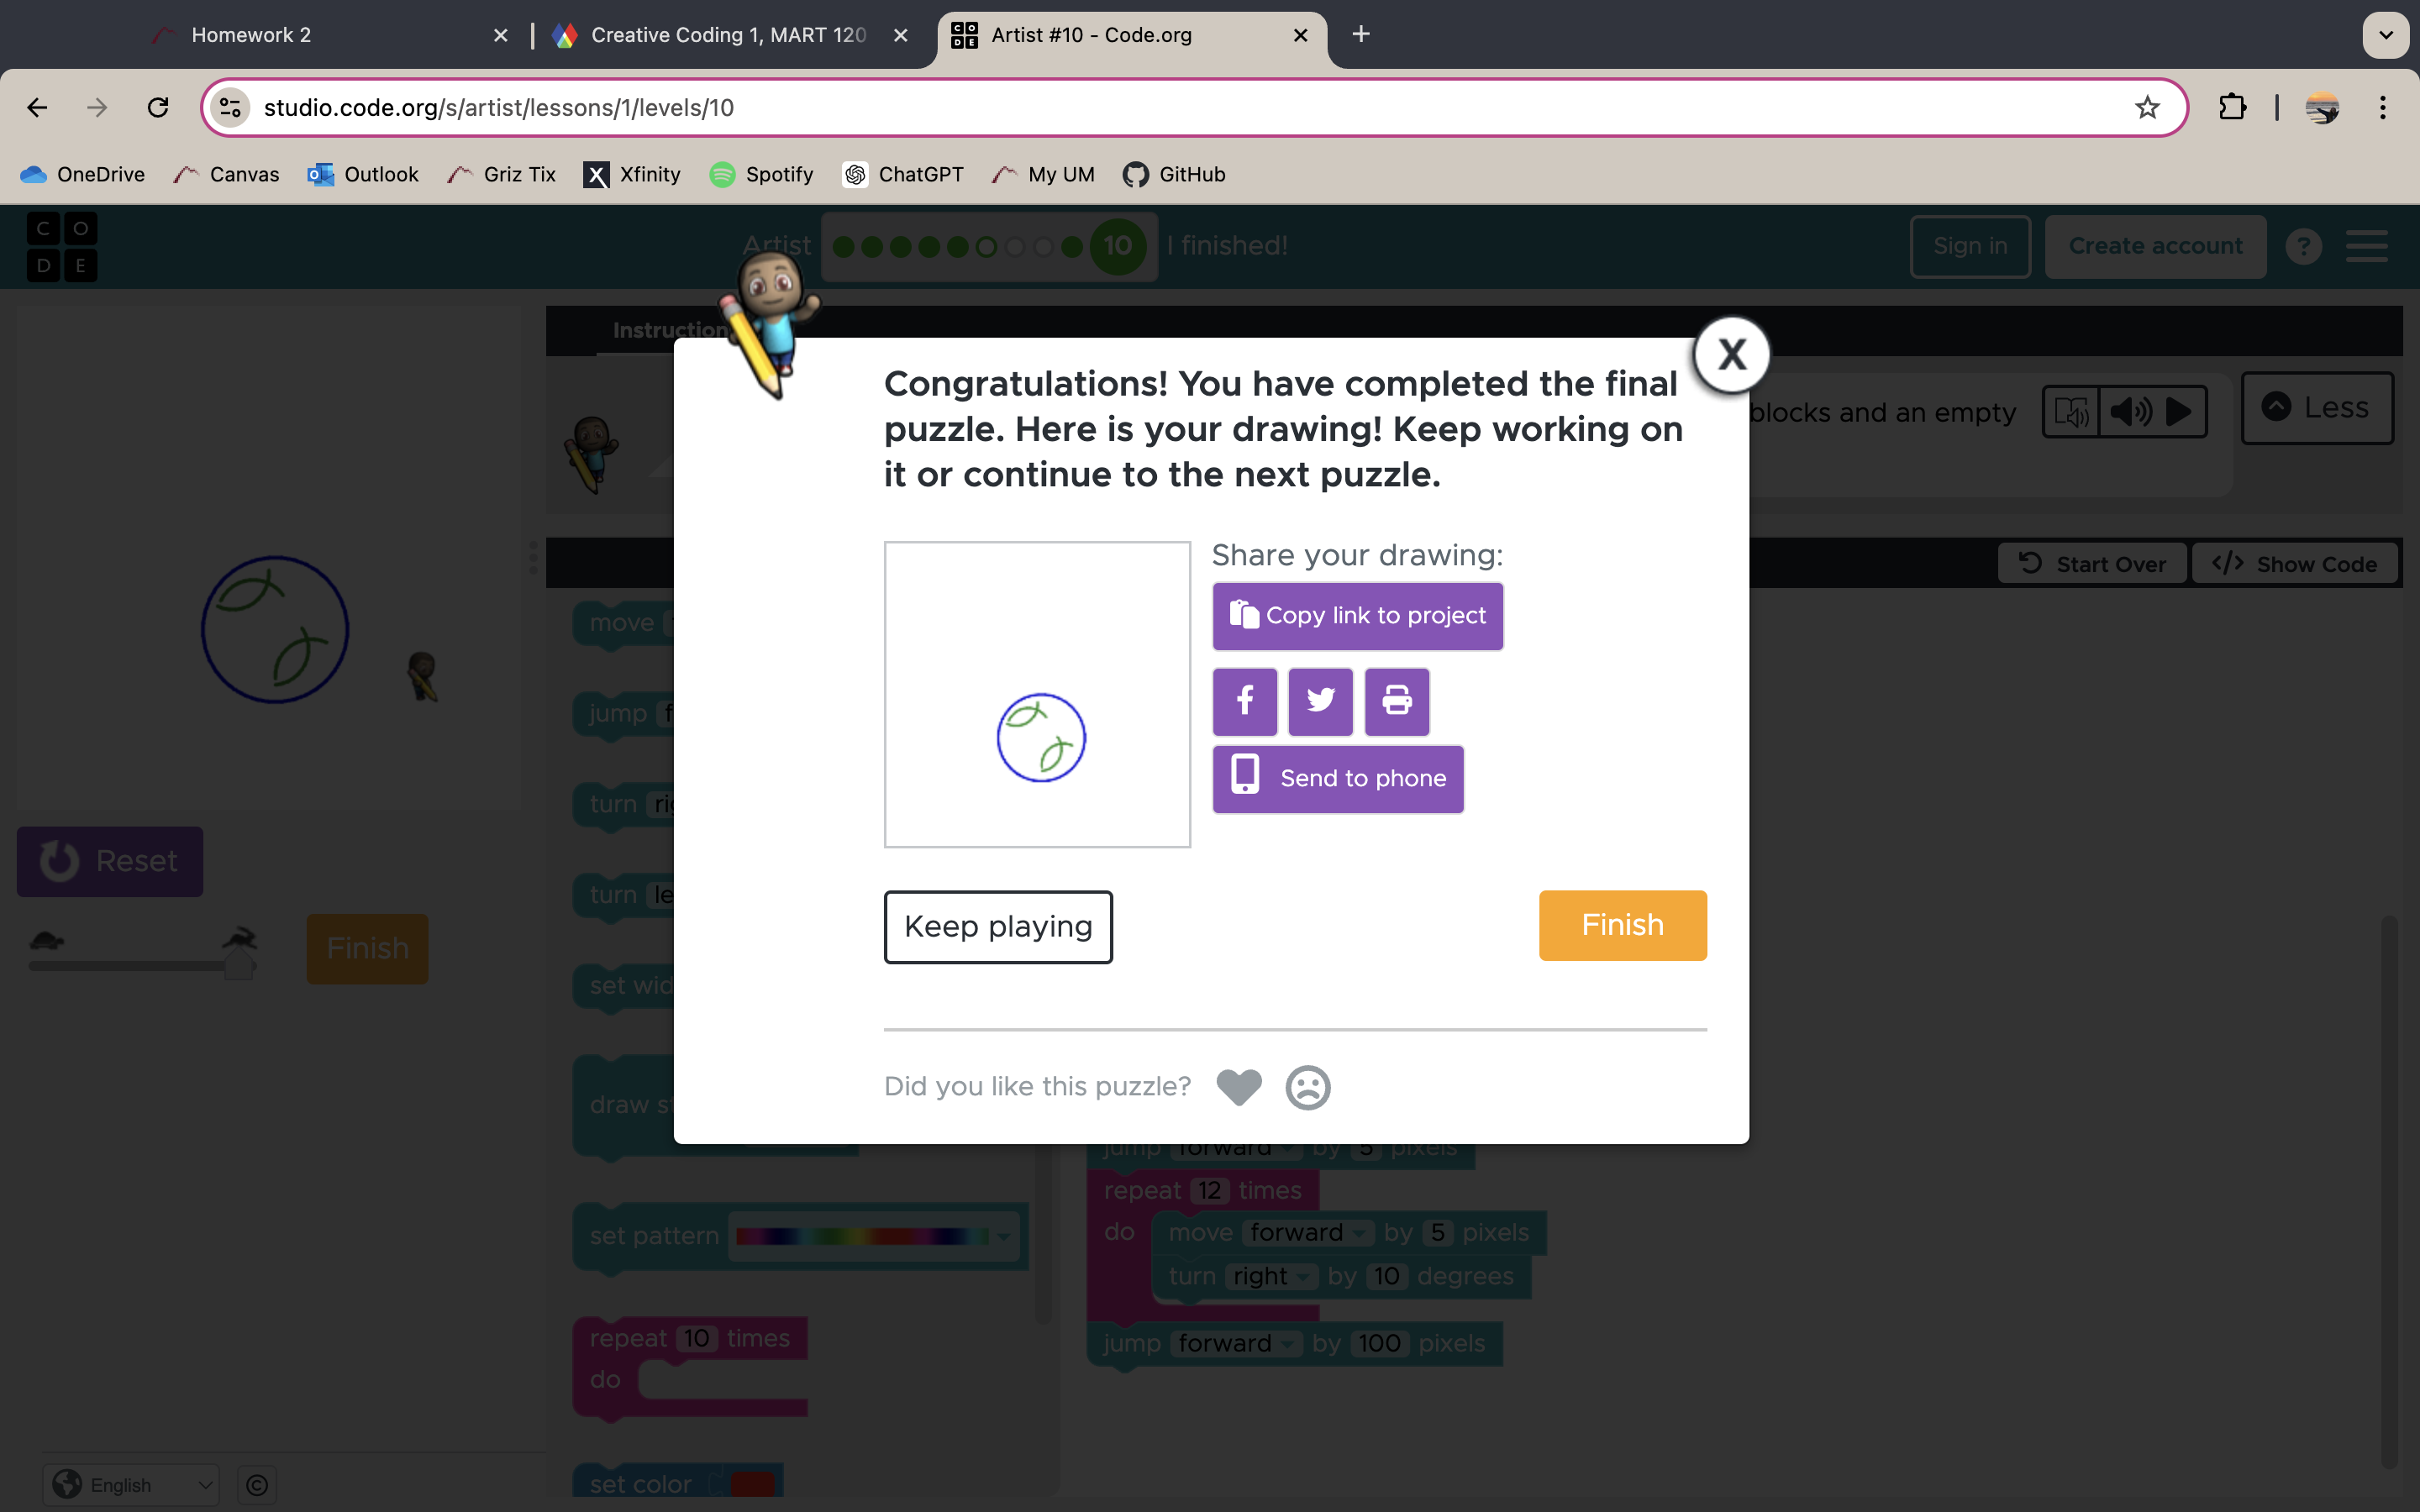 Homework 2
Creative Coding 1, MART 120
Artist #10 - Code.org
studio.code.org/s/artist/lessons/1/levels/10
OneDrive Canvas Outlook Griz Tix Xfinity Spotify ChatGPT My UM GitHub
C O D E
Artist 10 I finished!
Sign in Create account ?
Instruction
blocks and an empty
Less
X
Congratulations! You have completed the final
puzzle. Here is your drawing! Keep working on
it or continue to the next puzzle.
Share your drawing:
Copy link to project
Send to phone
Keep playing Finish
Did you like this puzzle?
Start Over </> Show Code
Reset
Finish
move
jump f
turn
turn le
set wid
draw s
set pattern
repeat 10 times
do
set color
jump forward by 5 pixels
repeat 12 times
do move forward by 5 pixels
turn right by 10 degrees
jump forward by 100 pixels
English ©